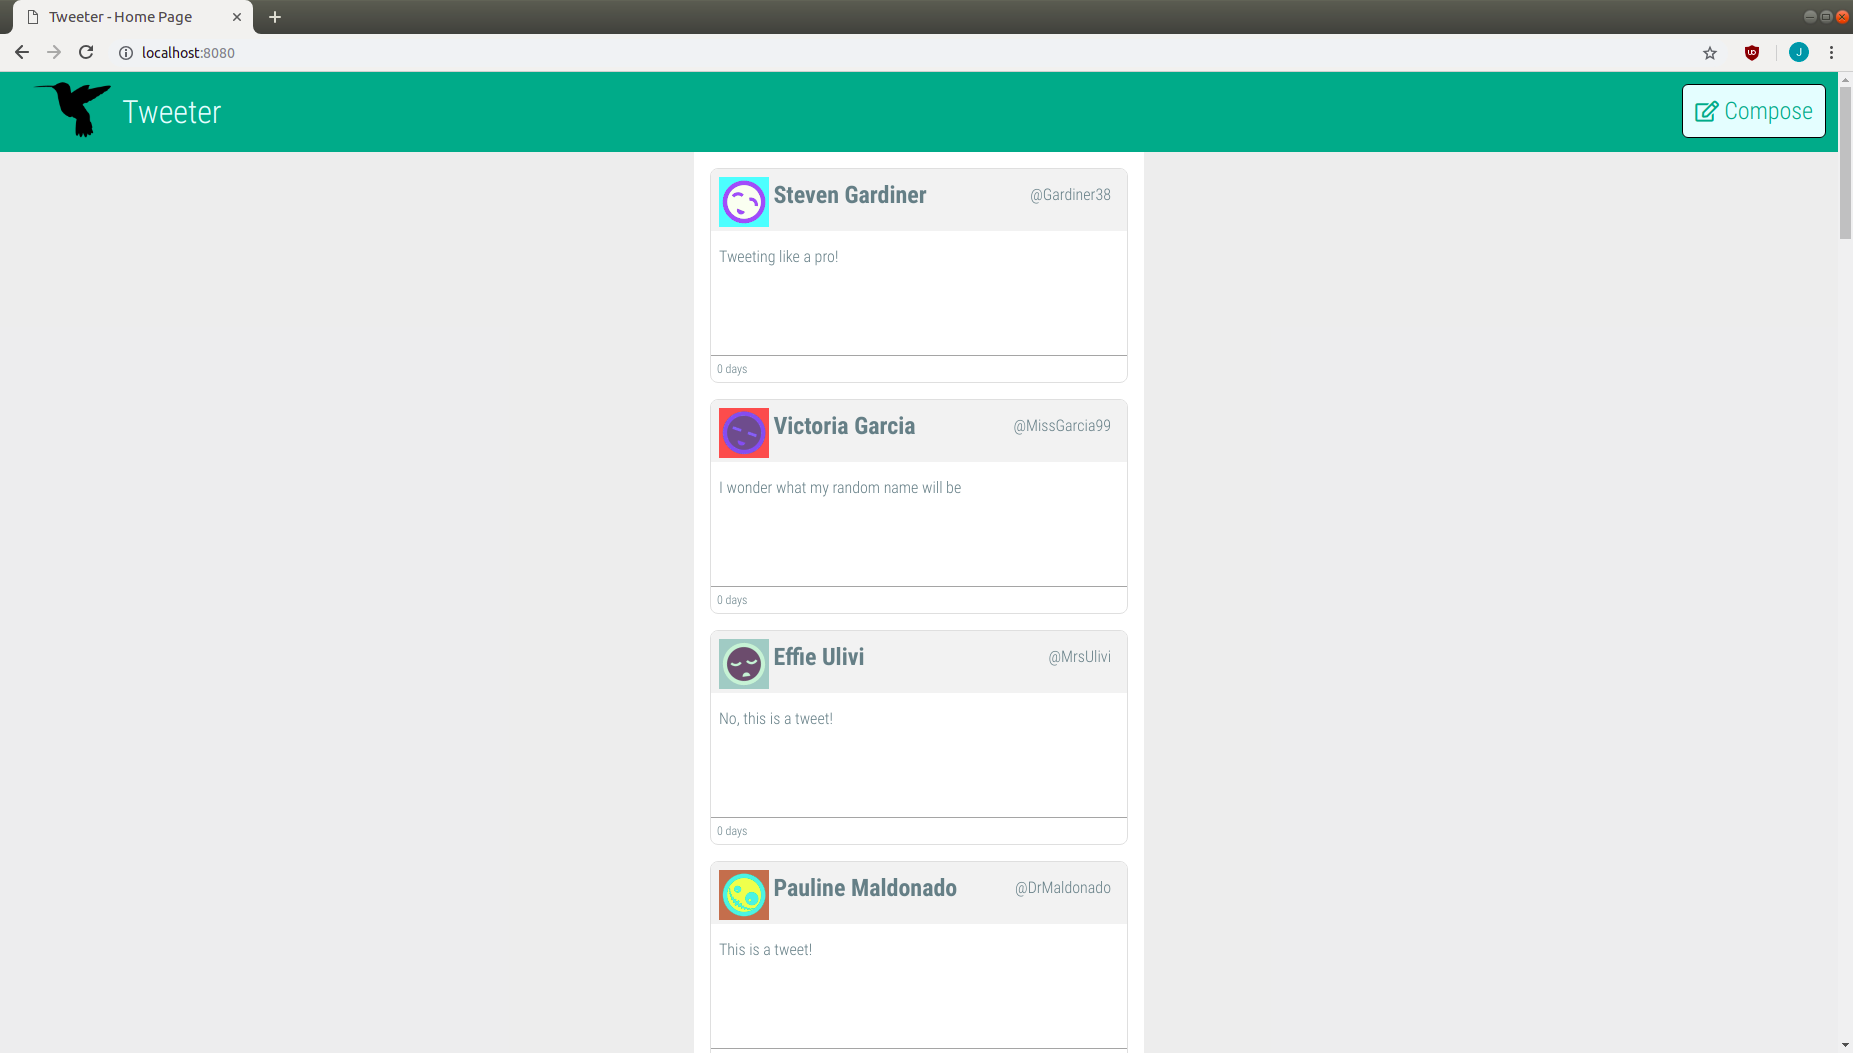 Tweeter - Home Page
localhost:8080
J
Tweeter
Compose
Steven Gardiner @Gardiner38
Tweeting like a pro!
0 days
Victoria Garcia @MissGarcia99
I wonder what my random name will be
0 days
Effie Ulivi @MrsUlivi
No, this is a tweet!
0 days
Pauline Maldonado @DrMaldonado
This is a tweet!